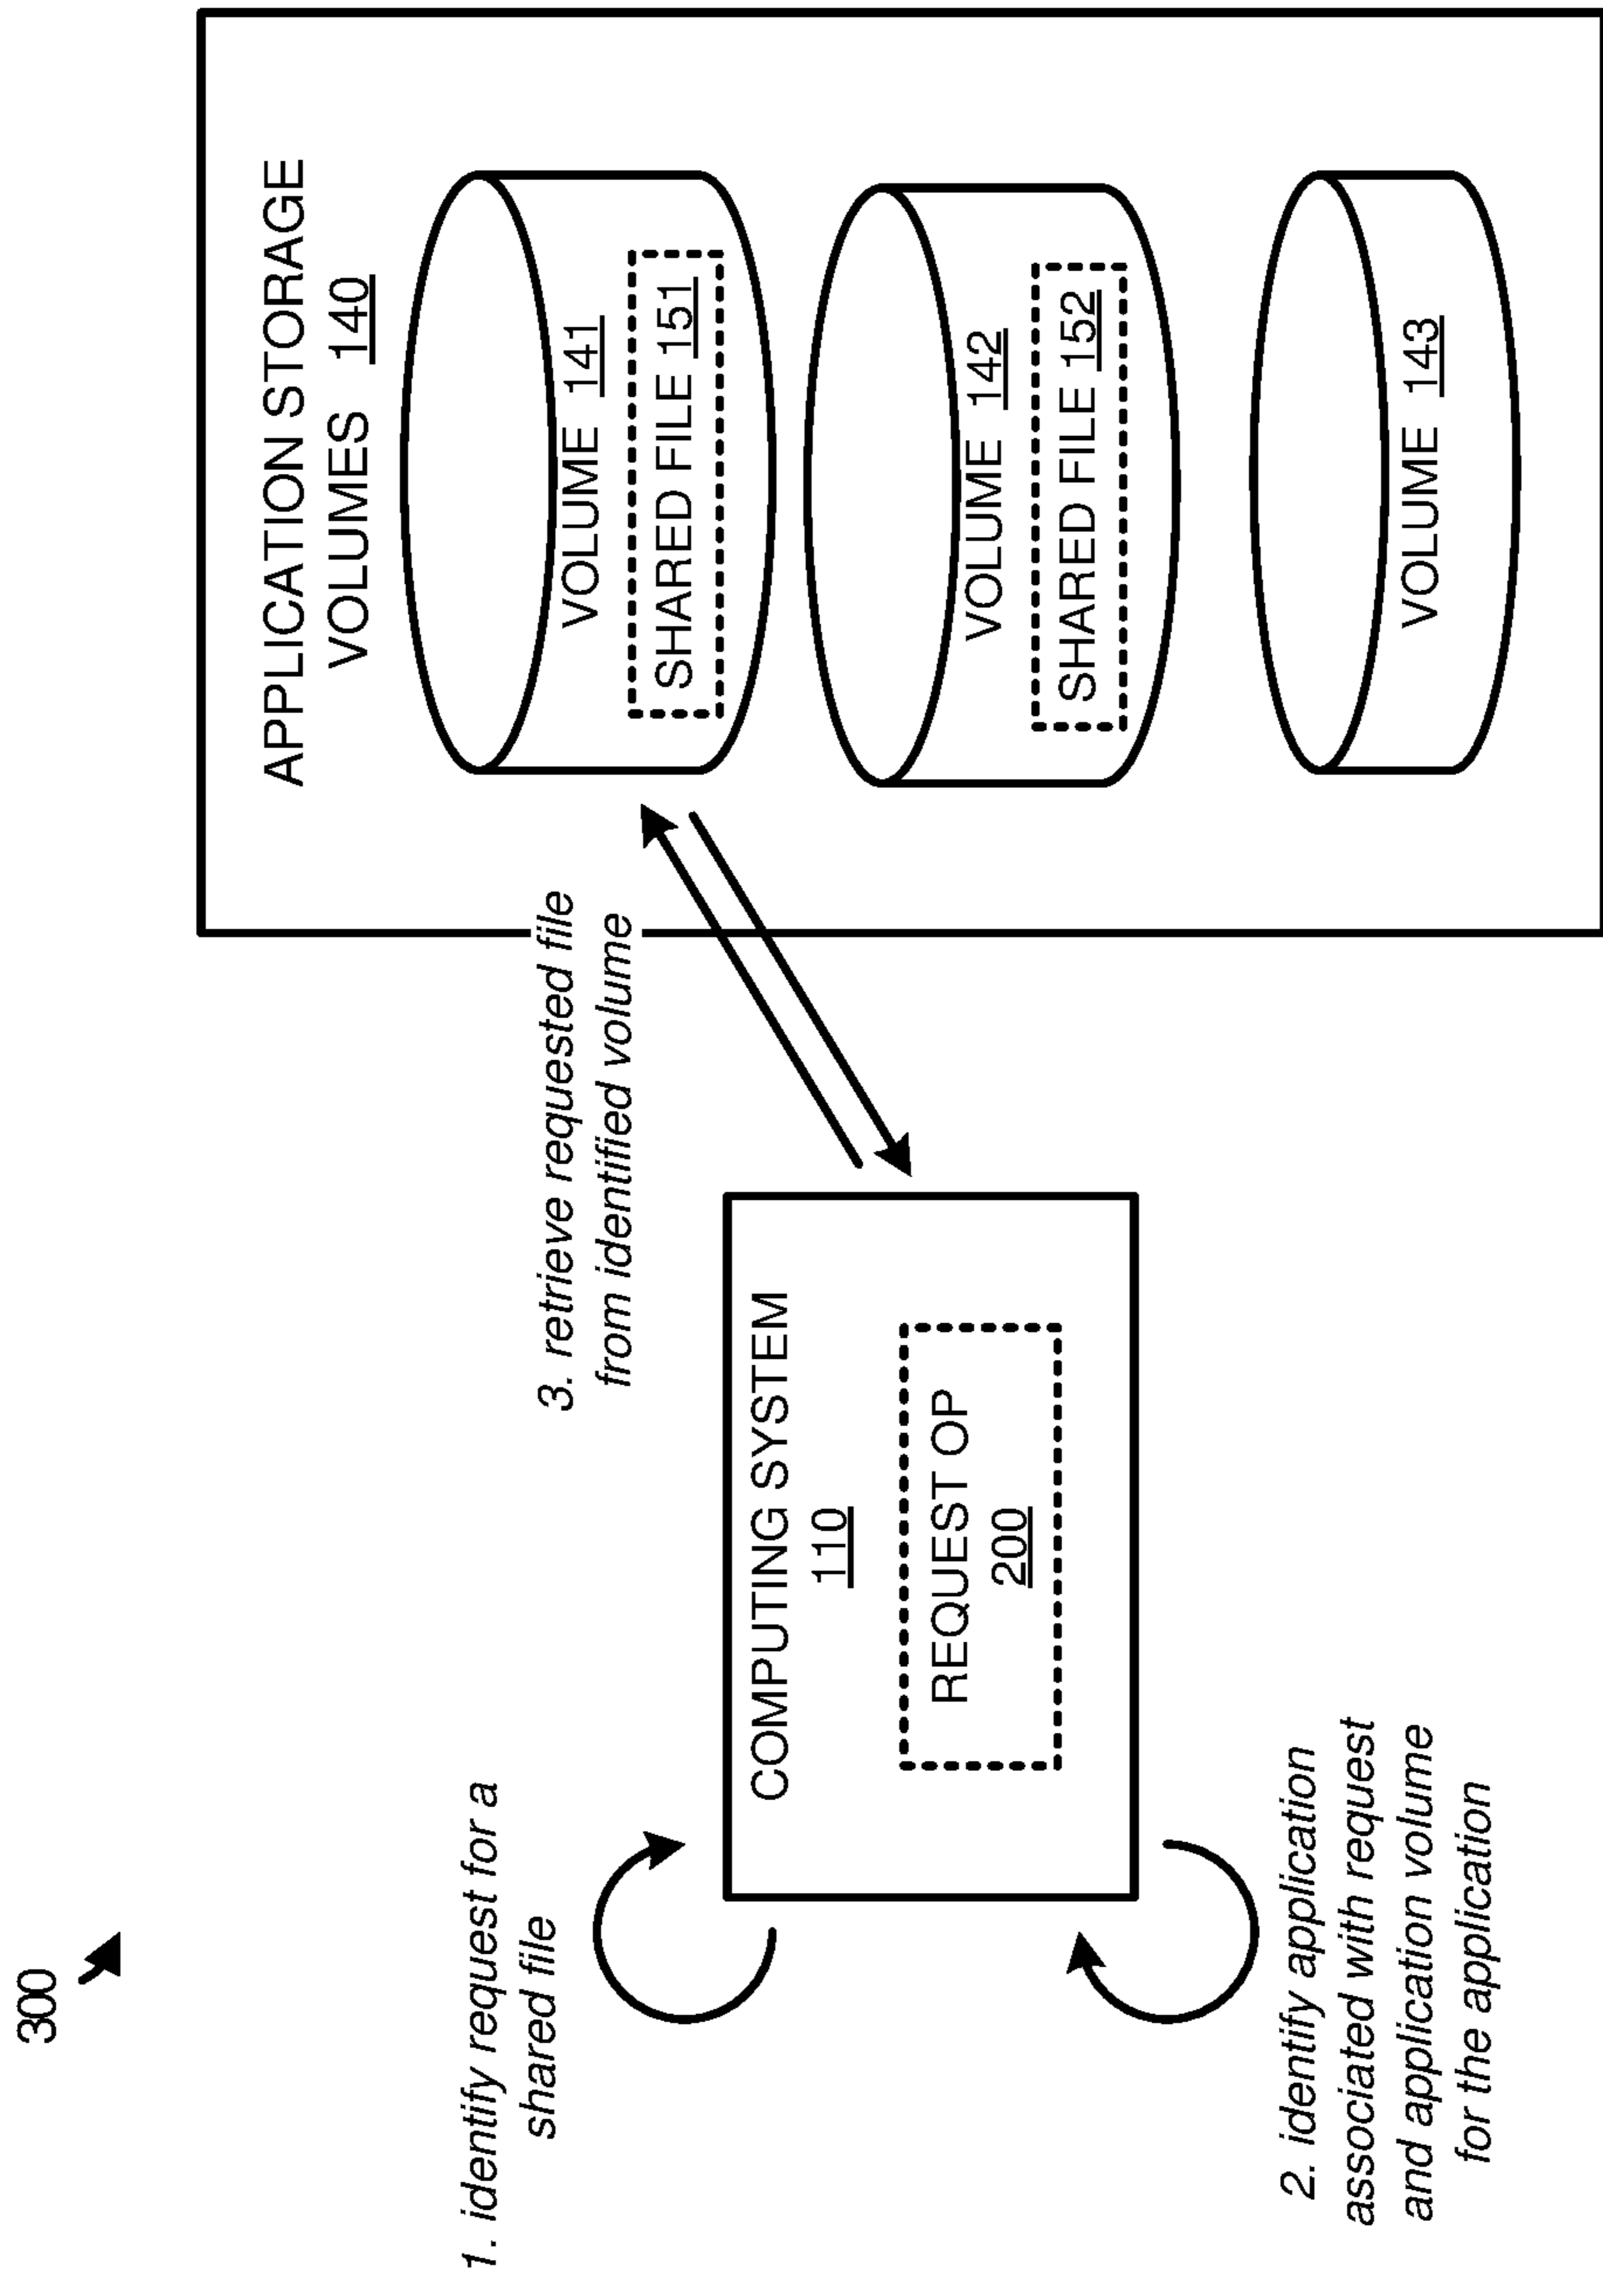 300
1. identify request for a
shared file
COMPUTING SYSTEM
110
REQUEST OP
200
2. identify application
associated with request
and application volume
for the application
3. retrieve requested file
from identified volume
APPLICATION STORAGE
VOLUMES 140
VOLUME 141
SHARED FILE 151
VOLUME 142
SHARED FILE 152
VOLUME 143